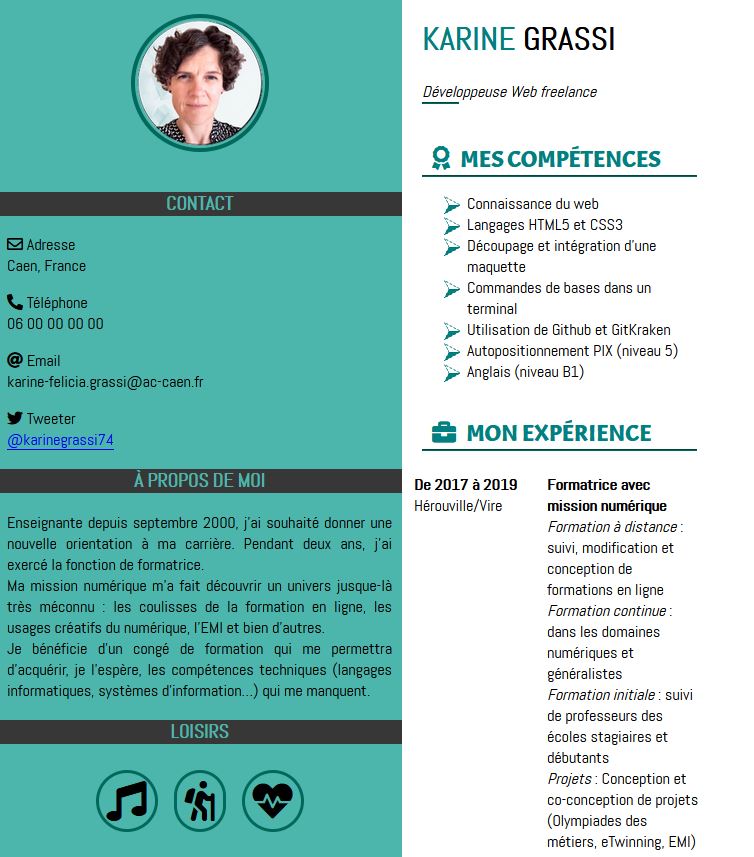 CONTACT
Adresse
Caen, France
Téléphone
06 00 00 00 00
Email
karine-felicia.grassi@ac-caen.fr
Tweeter
@karinegrassi74
À PROPOS DE MOI
Enseignante depuis septembre 2000, j'ai souhaité donner une
nouvelle orientation à ma carrière. Pendant deux ans, j'ai
exercé la fonction de formatrice.
Ma mission numérique m'a fait découvrir un univers jusque-là
très méconnu : les coulisses de la formation en ligne, les
usages créatifs du numérique, l'EMI et bien d'autres.
Je bénéficie d'un congé de formation qui me permettra
d'acquérir, je l'espère, les compétences techniques (langages
informatiques, systèmes d'information...) qui me manquent.
LOISIRS
KARINE GRASSI
Développeuse Web freelance
MES COMPÉTENCES
Connaissance du web
Langages HTML5 et CSS3
Découpage et intégration d'une
maquette
Commandes de bases dans un
terminal
Utilisation de Github et GitKraken
Autopositionnement PIX (niveau 5)
Anglais (niveau B1)
MON EXPÉRIENCE
De 2017 à 2019
Hérouville/Vire
Formatrice avec
mission numérique
Formation à distance :
suivi, modification et
conception de
formations en ligne
Formation continue :
dans les domaines
numériques et
généralistes
Formation initiale : suivi
de professeurs des
écoles stagiaires et
débutants
Projets : Conception et
co-conception de projets
(Olympiades des
métiers, eTwinning, EMI)